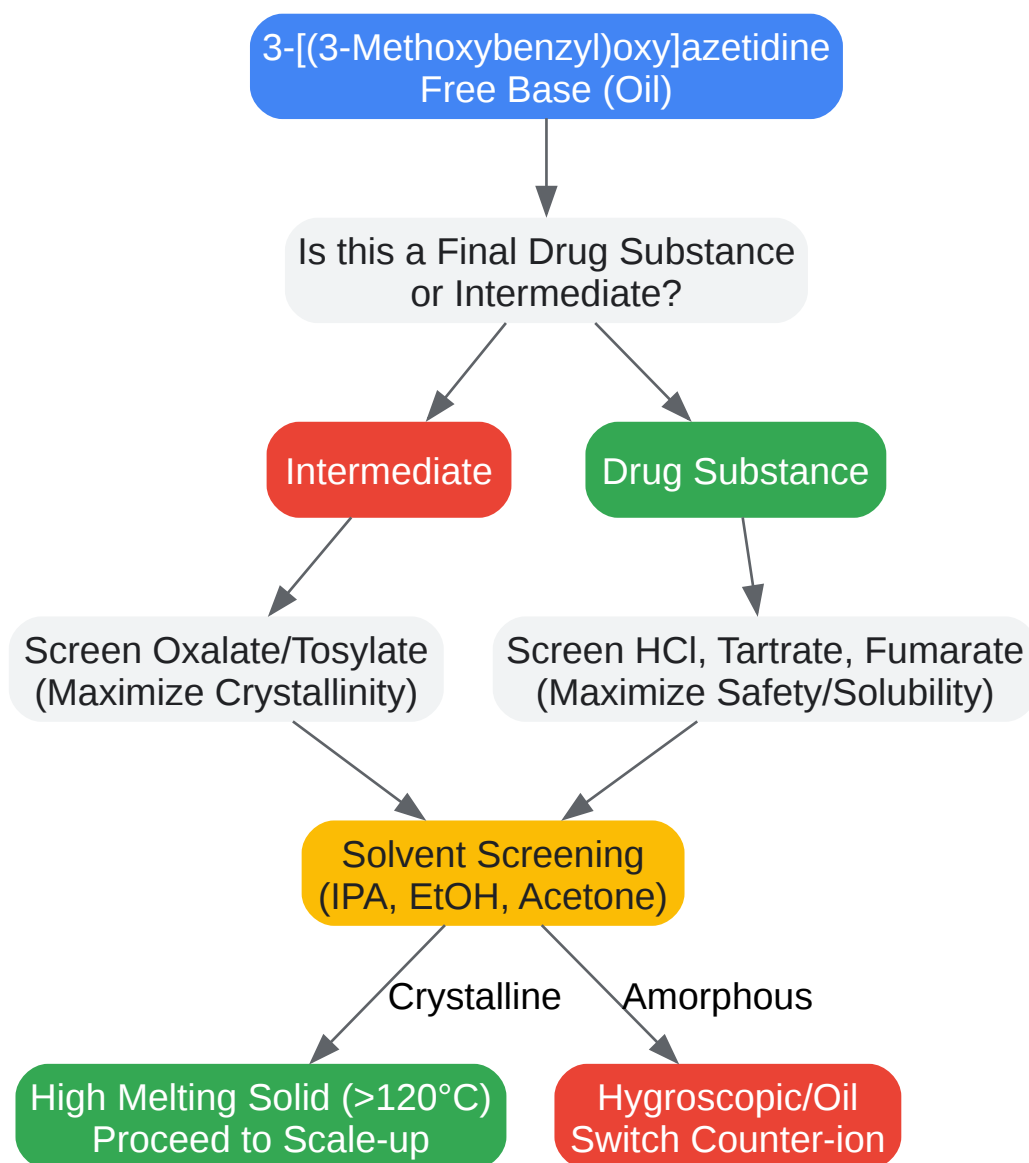 3-[(3-Methoxybenzyl)oxy]azetidine
Free Base (Oil)
Is this a Final Drug Substance
or Intermediate?
Intermediate
Drug Substance
Screen Oxalate/Tosylate
(Maximize Crystallinity)
Screen HCl, Tartrate, Fumarate
(Maximize Safety/Solubility)
Solvent Screening
(IPA, EtOH, Acetone)
Crystalline
Amorphous
High Melting Solid (>120°C)
Proceed to Scale-up
Hygroscopic/Oil
Switch Counter-ion